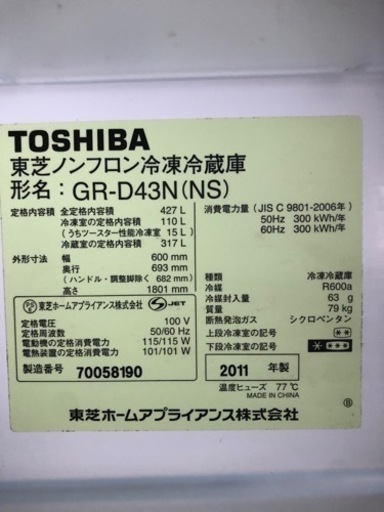 TOSHIBA
東芝ノンフロン冷凍冷蔵庫
形名：GR-D43N(NS)
定格内容積 全定格内容積 427 L
冷凍室の定格内容積 110 L
(うちツースター性能冷凍室 15 L)
冷蔵室の定格内容積 317 L
外形寸法 幅 600 mm
奥行 693 mm
(ハンドル・調整脚除く 682 mm)
高さ 1801 mm
消費電力量 (JIS C 9801-2006年)
50Hz 300 kWh/年
60Hz 300 kWh/年
東芝ホームアプライアンス株式会社
JET
定格電圧 100 V
定格周波数 50/60 Hz
電動機の定格消費電力 115/115 W
電熱装置の定格消費電力 101/101 W
種類 冷凍冷蔵庫
冷媒 R600a
冷媒封入量 63 g
質量 79 kg
断熱発泡ガス シクロペンタン
上段冷凍室の記号
下段冷凍室の記号
製造番号 70058190
2011 年製
温度ヒューズ 77℃
MADE IN CHINA
東芝ホームアプライアンス株式会社
Ⓑ